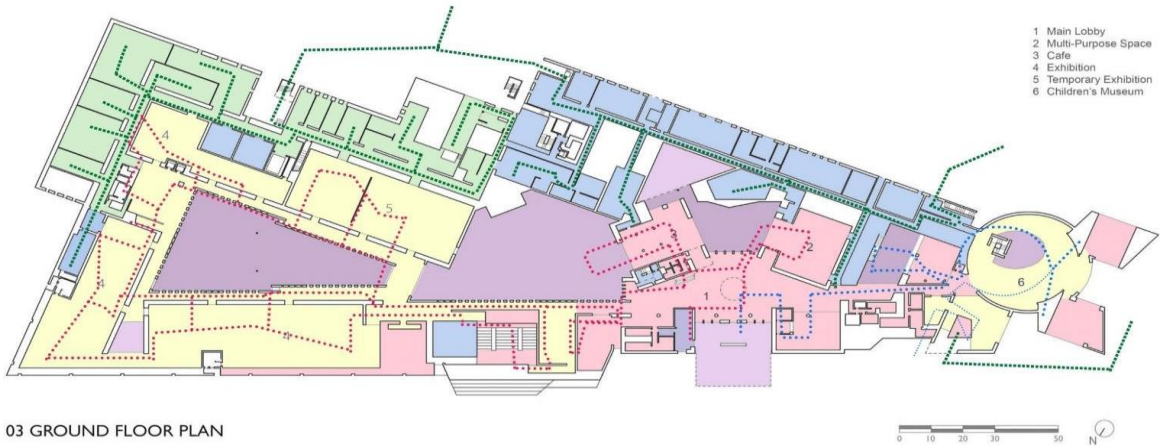 1 Main Lobby
2 Multi-Purpose Space
3 Cafe
4 Exhibition
5 Temporary Exhibition
6 Children's Museum
4
5
2
4
1
3
6
4
03 GROUND FLOOR PLAN
0 10 20 30 50
N